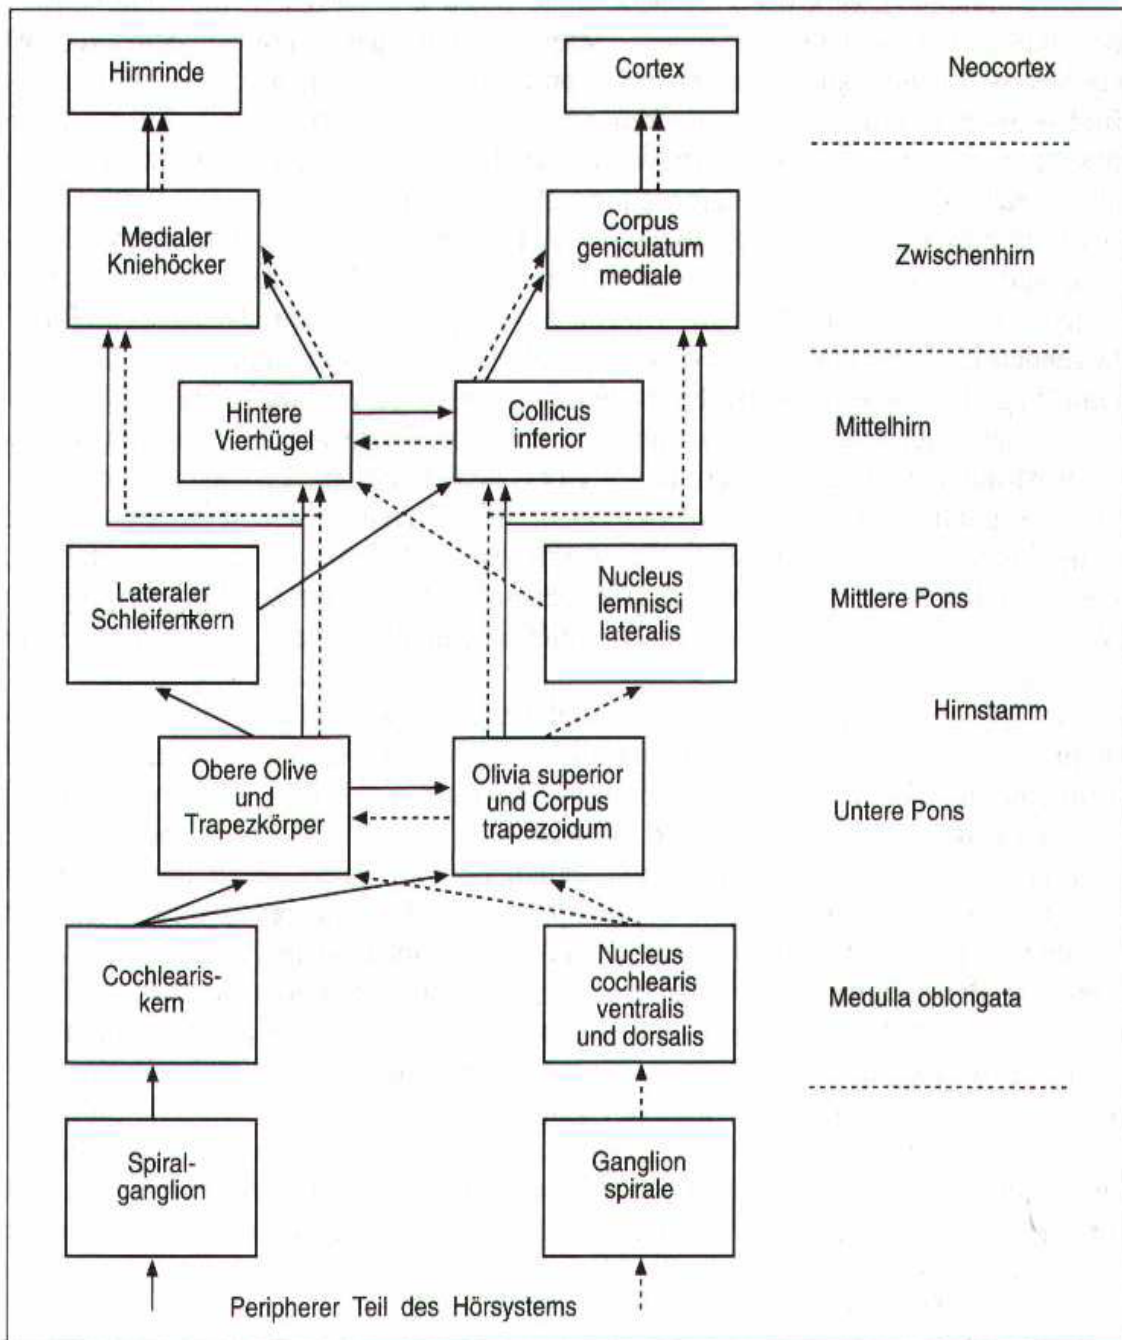 Hirnrinde
Cortex
Neocortex
Medialer
Kniehöcker
Corpus
geniculatum
mediale
Zwischenhirn
Hintere
Vierhügel
Collicus
inferior
Mittelhirn
Lateraler
Schleifenkern
Nucleus
lemnisci
lateralis
Mittlere Pons
Hirnstamm
Obere Olive
und
Trapezkörper
Olivia superior
und Corpus
trapezoidum
Untere Pons
Cochlearis-
kern
Nucleus
cochlearis
ventralis
und dorsalis
Medulla oblongata
Spiral-
ganglion
Ganglion
spirale
Peripherer Teil des Hörsystems